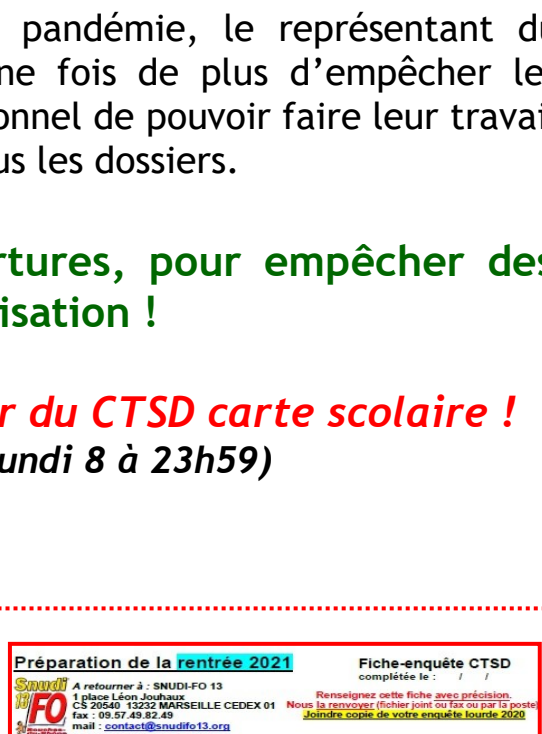 pandémie, le représentant du
ne fois de plus d’empêcher le
onnel de pouvoir faire leur travai
us les dossiers.
rtures, pour empêcher des
isation !
r du CTSD carte scolaire !
undi 8 à 23h59)
Préparation de la rentrée 2021
Fiche-enquête CTSD
complétée le : / /
Snudi
13 FO
Bouches-
du-Rhône
A retourner à : SNUDI-FO 13
1 place Léon Jouhaux
CS 20540 13232 MARSEILLE CEDEX 01
fax : 09.57.49.82.49
mail : contact@snudifo13.org
Renseignez cette fiche avec précision.
Nous la renvoyer (fichier joint ou fax ou par la poste)
Joindre copie de votre enquête lourde 2020